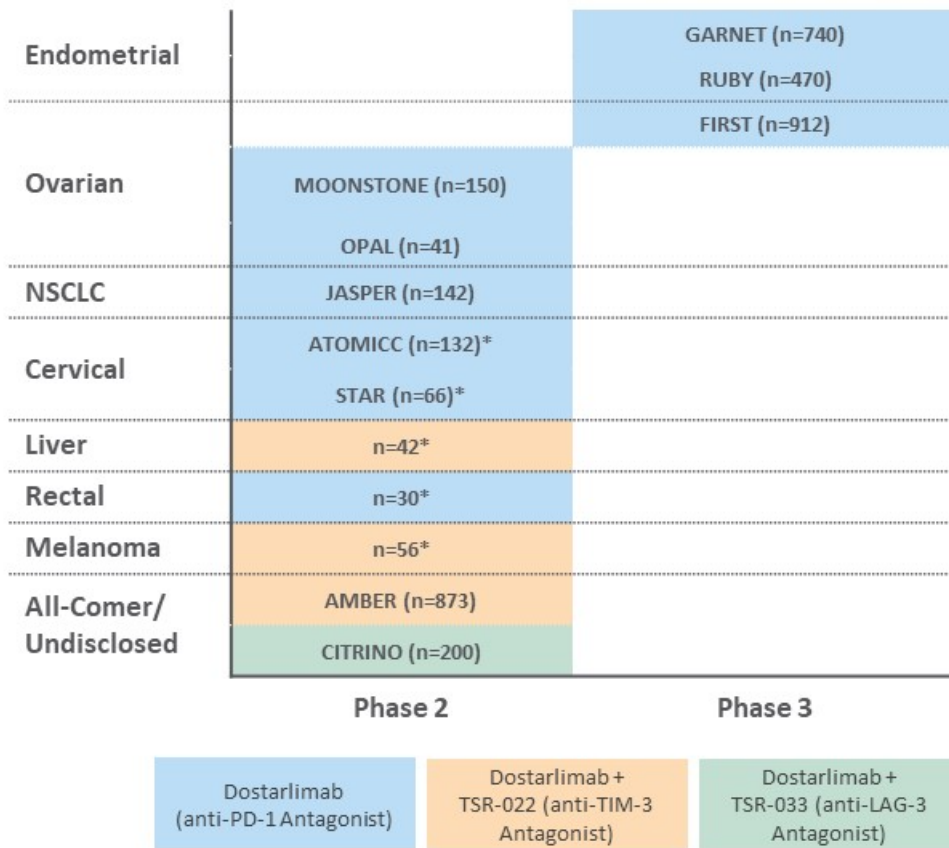 Endometrial
GARNET (n=740)
RUBY (n=470)
FIRST (n=912)
Ovarian
MOONSTONE (n=150)
OPAL (n=41)
NSCLC
JASPER (n=142)
Cervical
ATOMICC (n=132)*
STAR (n=66)*
Liver
n=42*
Rectal
n=30*
Melanoma
n=56*
All-Comer/
Undisclosed
AMBER (n=873)
CITRINO (n=200)
Phase 2
Phase 3
Dostarlimab
(anti-PD-1 Antagonist)
Dostarlimab +
TSR-022 (anti-TIM-3
Antagonist)
Dostarlimab +
TSR-033 (anti-LAG-3
Antagonist)